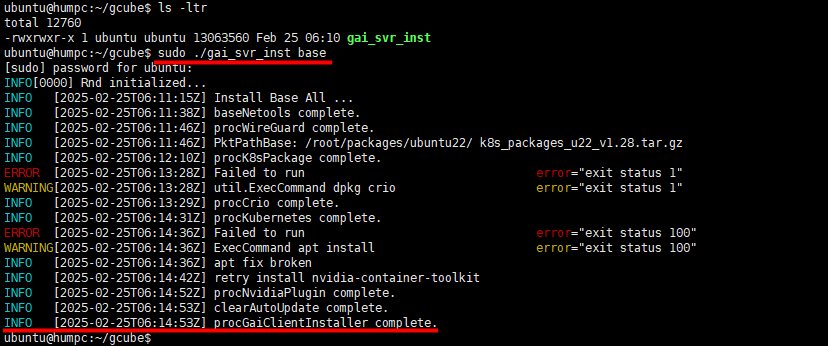 ubuntu@humpc:~/gcube$ ls -ltr
total 12760
-rwxrwxr-x 1 ubuntu ubuntu 13063560 Feb 25 06:10 gai_svr_inst
ubuntu@humpc:~/gcube$ sudo ./gai_svr_inst base
[sudo] password for ubuntu:
INFO[0000] Rnd initialized...
INFO   [2025-02-25T06:11:15Z] Install Base All ...
INFO   [2025-02-25T06:11:38Z] baseNetools complete.
INFO   [2025-02-25T06:11:46Z] procWireGuard complete.
INFO   [2025-02-25T06:11:46Z] PktPathBase: /root/packages/ubuntu22/ k8s_packages_u22_v1.28.tar.gz
INFO   [2025-02-25T06:12:10Z] procK8sPackage complete.
ERROR  [2025-02-25T06:13:28Z] Failed to run                                 error="exit status 1"
WARNING[2025-02-25T06:13:28Z] util.ExecCommand dpkg crio                    error="exit status 1"
INFO   [2025-02-25T06:13:29Z] procCrio complete.
INFO   [2025-02-25T06:14:31Z] procKubernetes complete.
ERROR  [2025-02-25T06:14:36Z] Failed to run                                 error="exit status 100"
WARNING[2025-02-25T06:14:36Z] ExecCommand apt install                       error="exit status 100"
INFO   [2025-02-25T06:14:36Z] apt fix broken
INFO   [2025-02-25T06:14:42Z] retry install nvidia-container-toolkit
INFO   [2025-02-25T06:14:52Z] procNvidiaPlugin complete.
INFO   [2025-02-25T06:14:53Z] clearAutoUpdate complete.
INFO   [2025-02-25T06:14:53Z] procGaiClientInstaller complete.
ubuntu@humpc:~/gcube$